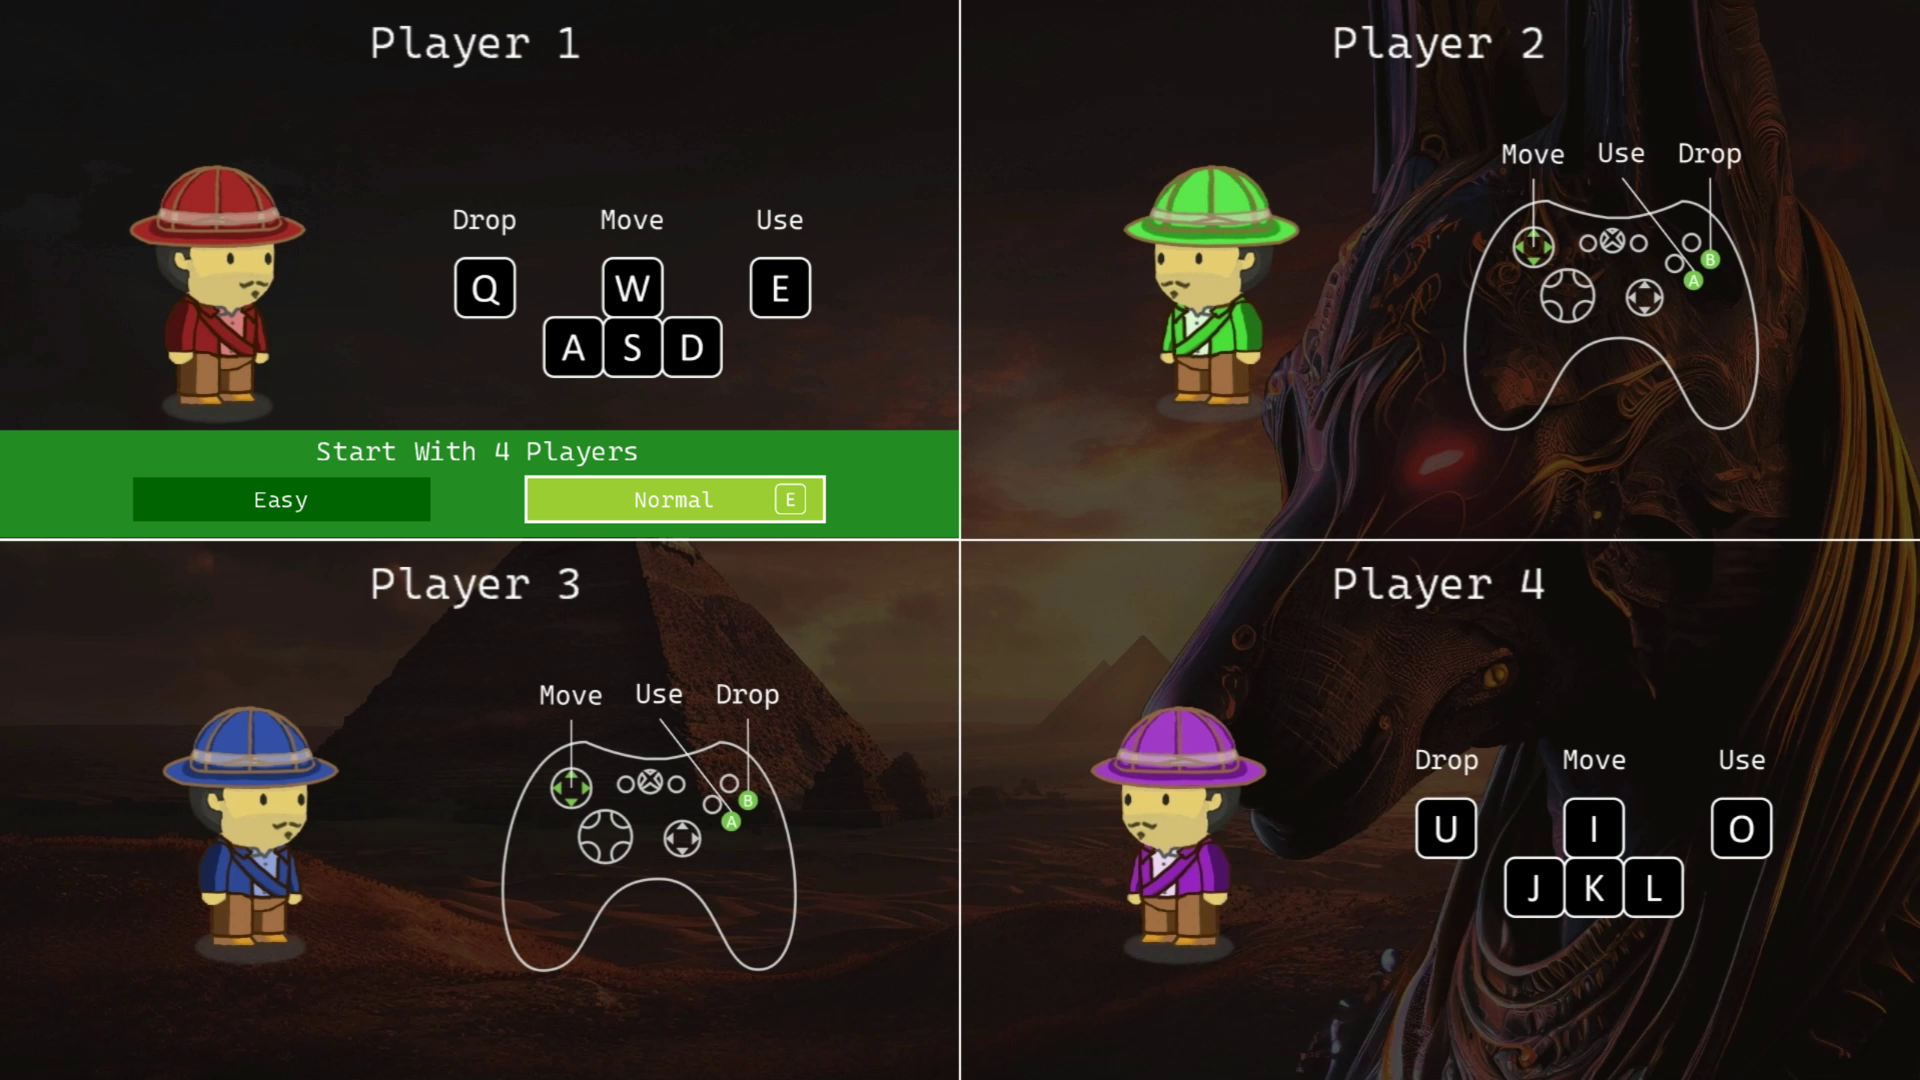 Player 1
Drop Move Use
Q W E
A S D
Start With 4 Players
Easy Normal E
Player 2
Move Use Drop
B
A
Player 3
Move Use Drop
B
A
Player 4
Drop Move Use
U I O
J K L